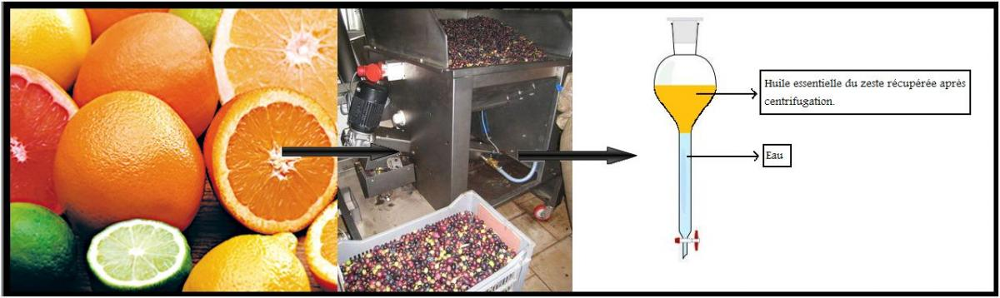 Huile essentielle du zeste récupérée après
centrifugation.
Eau